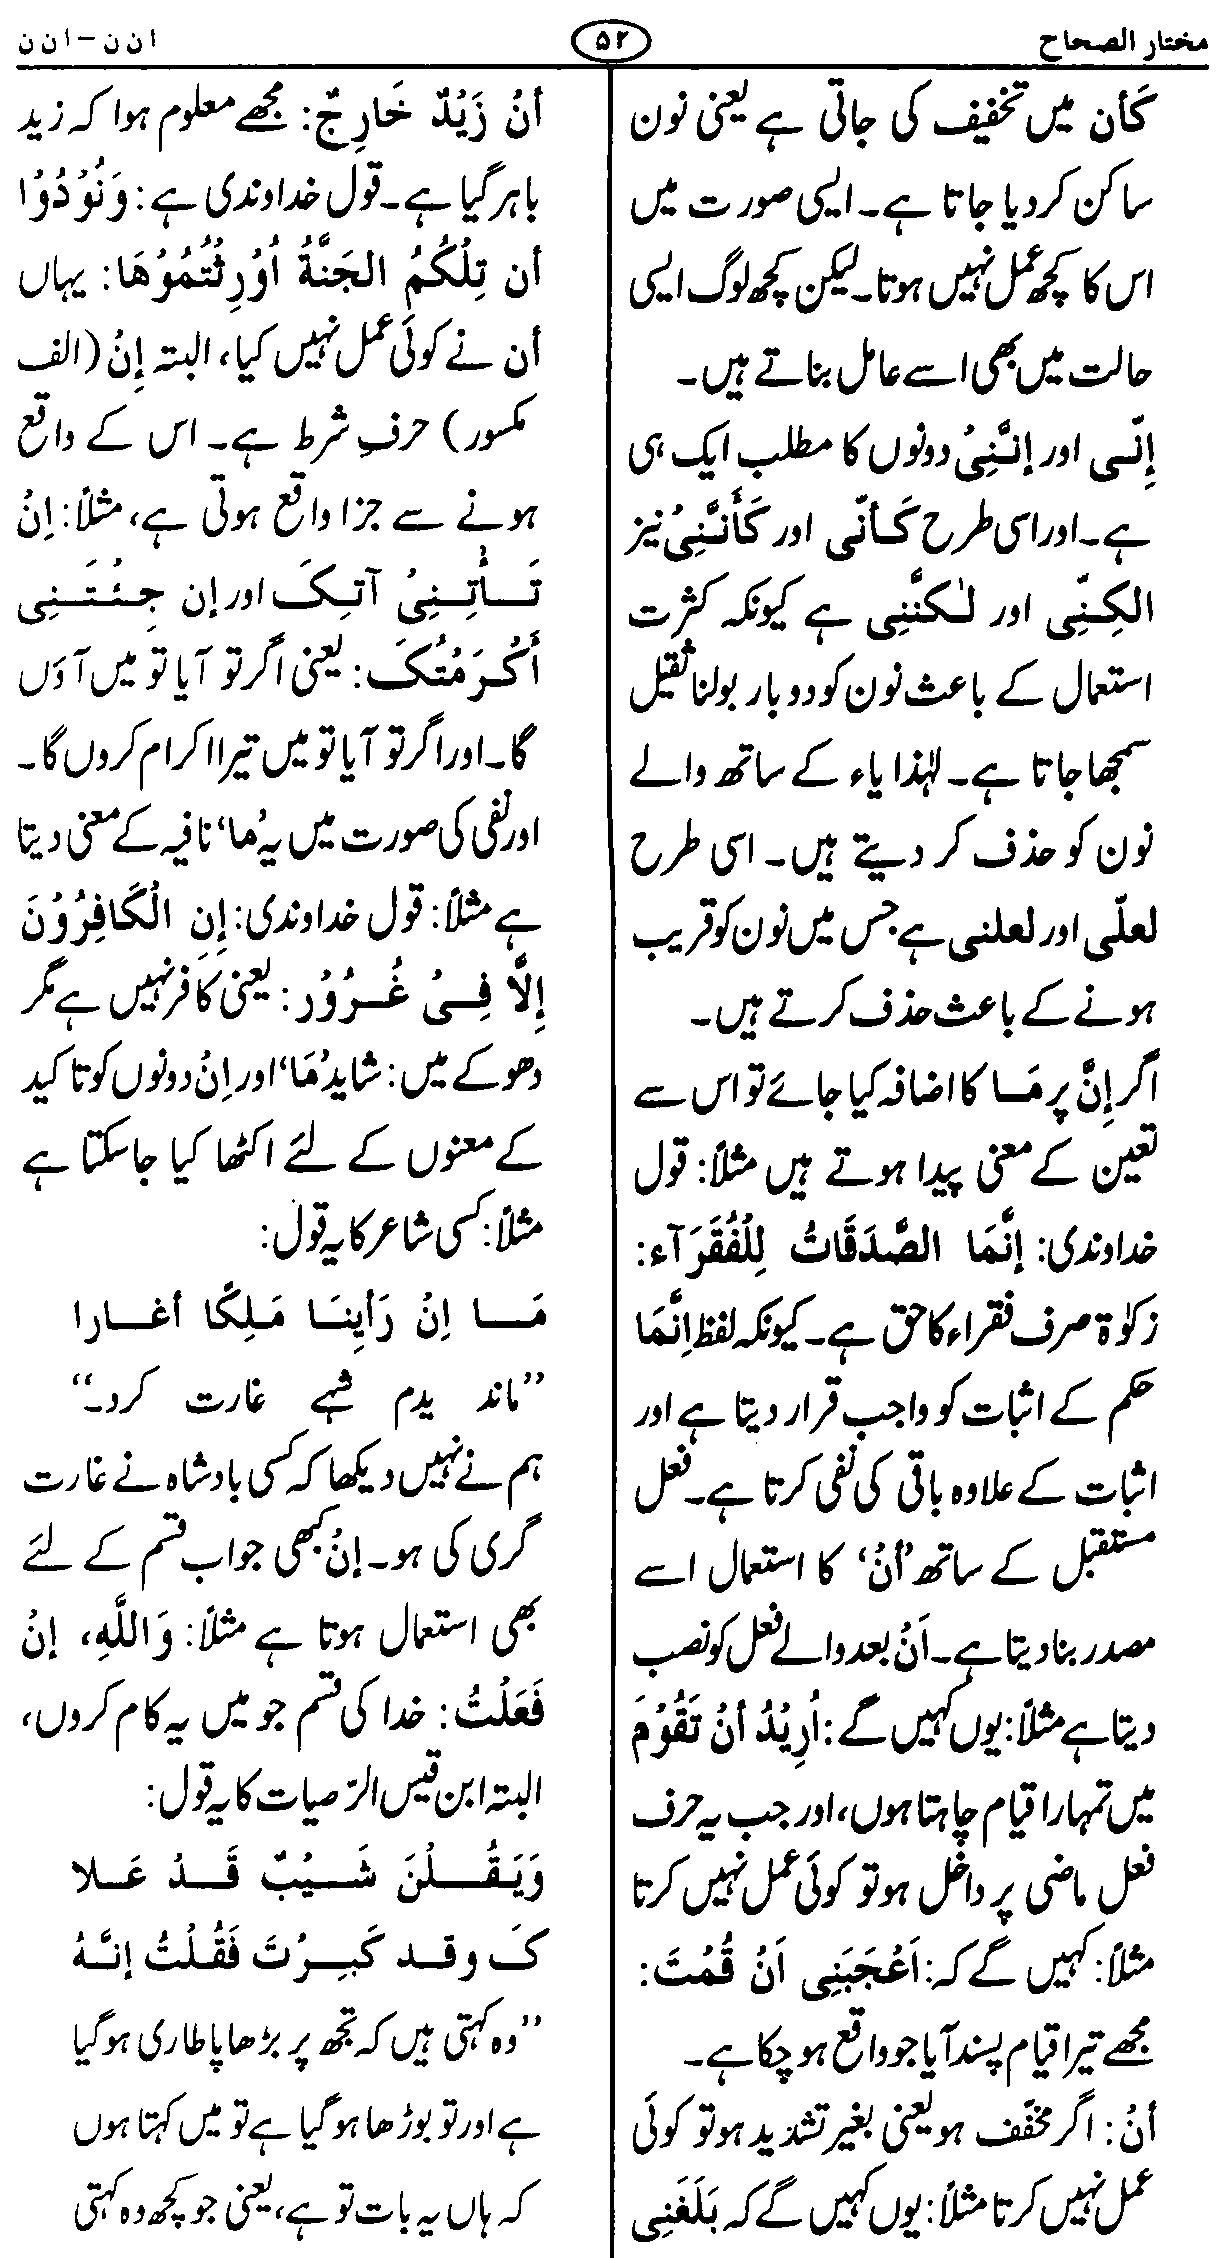 مختار الصحاح
۵۲
ا ن ن – ا ن ن
كَأن میں تخفیف کی جاتی ہے یعنی نون
ساکن کردیا جاتا ہے۔ ایسی صورت میں
اس کا کچھ عمل نہیں ہوتا۔ لیکن کچھ لوگ ایسی
حالت میں بھی اسے عامل بناتے ہیں۔
إنّی اور إنَّنِیْ دونوں کا مطلب ایک ہی
ہے۔ اور اسی طرح كَأنّی اور كَأنَّنِیْ نیز
الكِنِّی اور لٰكنَّنِی ہے کیونکہ کثرت
استعمال کے باعث نون کو دو بار بولنا ثقیل
سمجھا جاتا ہے۔ لہٰذا یاء کے ساتھ والے
نون کو حذف کر دیتے ہیں۔ اسی طرح
لعلّی اور لعلنی ہے جس میں نون کو قریب
ہونے کے باعث حذف کرتے ہیں۔
اگر إنَّ پر مَا کا اضافہ کیا جائے تو اس سے
تعین کے معنی پیدا ہوتے ہیں مثلاً: قول
خداوندی: إنَّمَا الصَّدَقَاتُ لِلْفُقَرَآء:
زکوٰۃ صرف فقراء کا حق ہے۔ کیونکہ لفظ إنَّمَا
حکم کے اثبات کو واجب قرار دیتا ہے اور
اثبات کے علاوہ باقی کی نفی کرتا ہے۔ فعل
مستقبل کے ساتھ ’أنْ‘ کا استعمال اسے
مصدر بنا دیتا ہے۔ اَنْ بعد والے فعل کو نصب
دیتا ہے مثلاً: یوں کہیں گے: اُرِیْدُ أنْ تَقُوْمَ
میں تمہارا قیام چاہتا ہوں، اور جب یہ حرف
فعل ماضی پر داخل ہو تو کوئی عمل نہیں کرتا
مثلاً: کہیں گے کہ: اَعْجَبَنِی اَنْ قُمْتَ:
مجھے تیرا قیام پسند آیا جو واقع ہو چکا ہے۔
أنْ: اگر مخفّف ہو یعنی بغیر تشدید ہو تو کوئی
عمل نہیں کرتا مثلاً: یوں کہیں گے کہ بَلَغَنِی
أنْ زَیْدٌ خَارِجٌ: مجھے معلوم ہوا کہ زید
باہر گیا ہے۔ قول خداوندی ہے: وَنُوْدُوْا
أن تِلْكُمُ الجَنَّةُ اُوْرِثْتُمُوْهَا: یہاں
أن نے کوئی عمل نہیں کیا، البتہ إنْ (الف
مکسور) حرفِ شرط ہے۔ اس کے واقع
ہونے سے جزا واقع ہوتی ہے، مثلاً: إنْ
تَأْتِنِیْ آتِكَ اور إن جِئْتَنِی
أَكْرَمْتُكَ: یعنی اگر تو آیا تو میں آؤں
گا۔ اور اگر تو آیا تو میں تیرا اکرام کروں گا۔
اور نفی کی صورت میں یہ ’مَا‘ نافیہ کے معنی دیتا
ہے مثلاً: قول خداوندی: إنِ الْكَافِرُوْنَ
إلَّا فِیْ غُرُوْر: یعنی کافر نہیں ہے مگر
دھوکے میں: شاید ’مَا‘ اور إنْ دونوں کو تاکید
کے معنوں کے لئے اکٹھا کیا جاسکتا ہے
مثلاً: کسی شاعر کا یہ قول:
مَا إنْ رَأینَا مَلِكًا أغَارا
”ماند یدم شہے غارت کرد۔“
ہم نے نہیں دیکھا کہ کسی بادشاہ نے غارت
گری کی ہو۔ إنْ کبھی جواب قسم کے لئے
بھی استعمال ہوتا ہے مثلاً: وَاللَّهِ، إنْ
فَعَلْتُ: خدا کی قسم جو میں یہ کام کروں،
البتہ ابن قیس الرّصیات کا یہ قول:
وَیَقُلْنَ شَیْبٌ قَدْ عَلا
كَ وقد كَبِرْتَ فَقُلْتُ إنَّهْ
”وہ کہتی ہیں کہ تجھ پر بڑھاپا طاری ہوگیا
ہے اور تو بوڑھا ہوگیا ہے تو میں کہتا ہوں
کہ ہاں یہ بات تو ہے، یعنی جو کچھ وہ کہتی